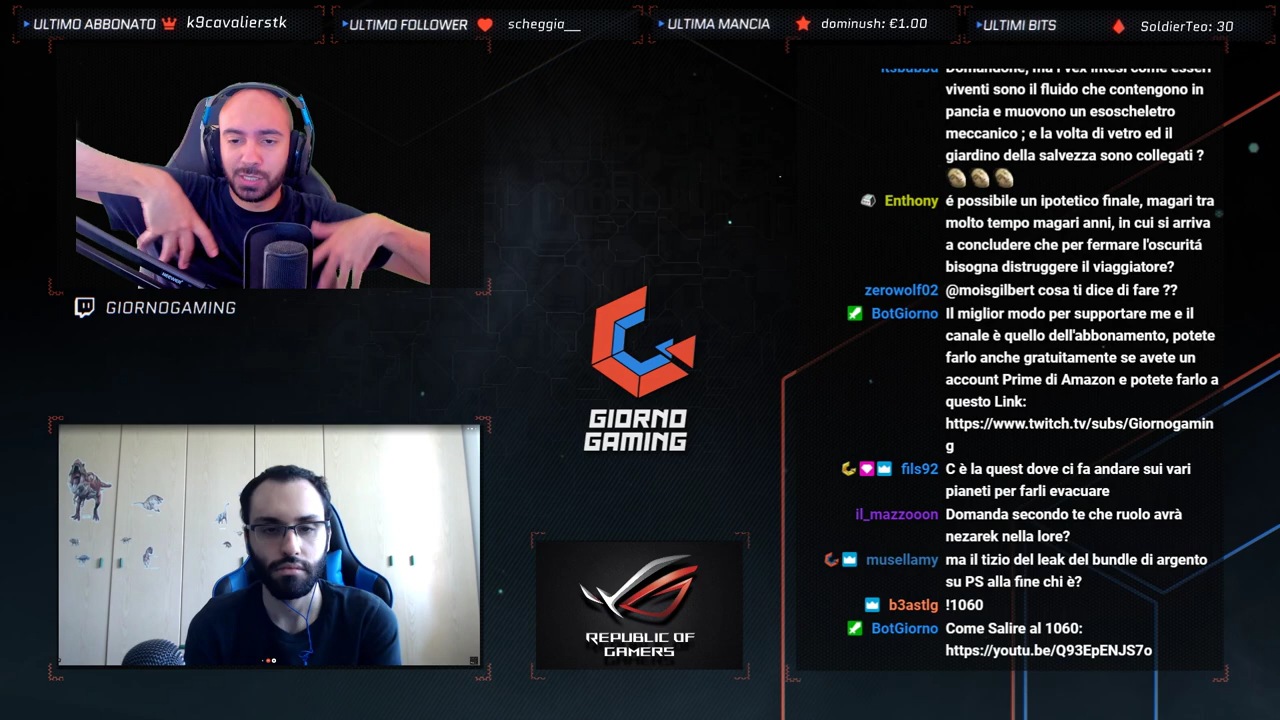 ULTIMO ABBONATO k9cavalierstk
ULTIMO FOLLOWER scheggia__
ULTIMA MANCIA dominush: €1.00
ULTIMI BITS SoldierTea: 30
GIORNOGAMING
GIORNO
GAMING
REPUBLIC OF
GAMERS
Domandone, ma i vex intesi come esseri
viventi sono il fluido che contengono in
pancia e muovono un esoscheletro
meccanico ; e la volta di vetro ed il
giardino della salvezza sono collegati ?
Enthony é possibile un ipotetico finale, magari tra
molto tempo magari anni, in cui si arriva
a concludere che per fermare l'oscuritá
bisogna distruggere il viaggiatore?
zerowolf02 @moisgilbert cosa ti dice di fare ??
BotGiorno Il miglior modo per supportare me e il
canale è quello dell'abbonamento, potete
farlo anche gratuitamente se avete un
account Prime di Amazon e potete farlo a
questo Link:
https://www.twitch.tv/subs/Giornogamin
g
fils92 C è la quest dove ci fa andare sui vari
pianeti per farli evacuare
il_mazzooon Domanda secondo te che ruolo avrà
nezarek nella lore?
musellamy ma il tizio del leak del bundle di argento
su PS alla fine chi è?
b3astlg !1060
BotGiorno Come Salire al 1060:
https://youtu.be/Q93EpENJS7o